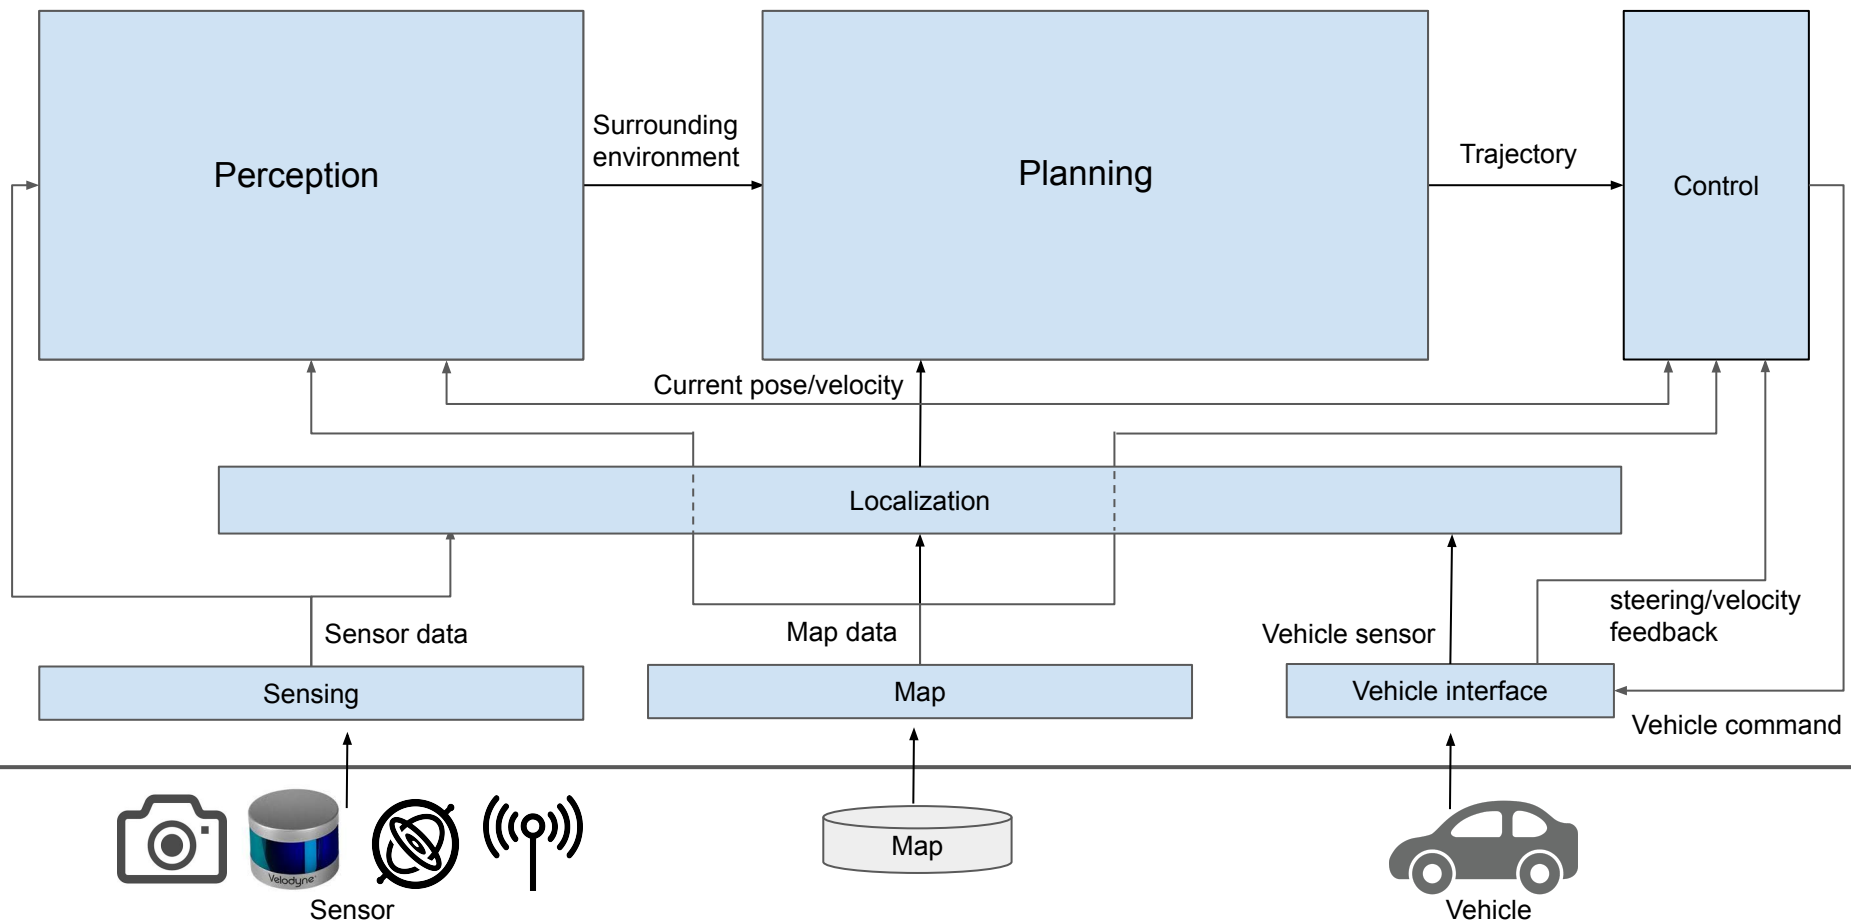 Surrounding
environment
Perception
Planning
Trajectory
Control
Current pose/velocity
Localization
Sensor data
Map data
Vehicle sensor
steering/velocity
feedback
Sensing
Map
Vehicle interface
Vehicle command
Velodyne
Map
Sensor
Vehicle